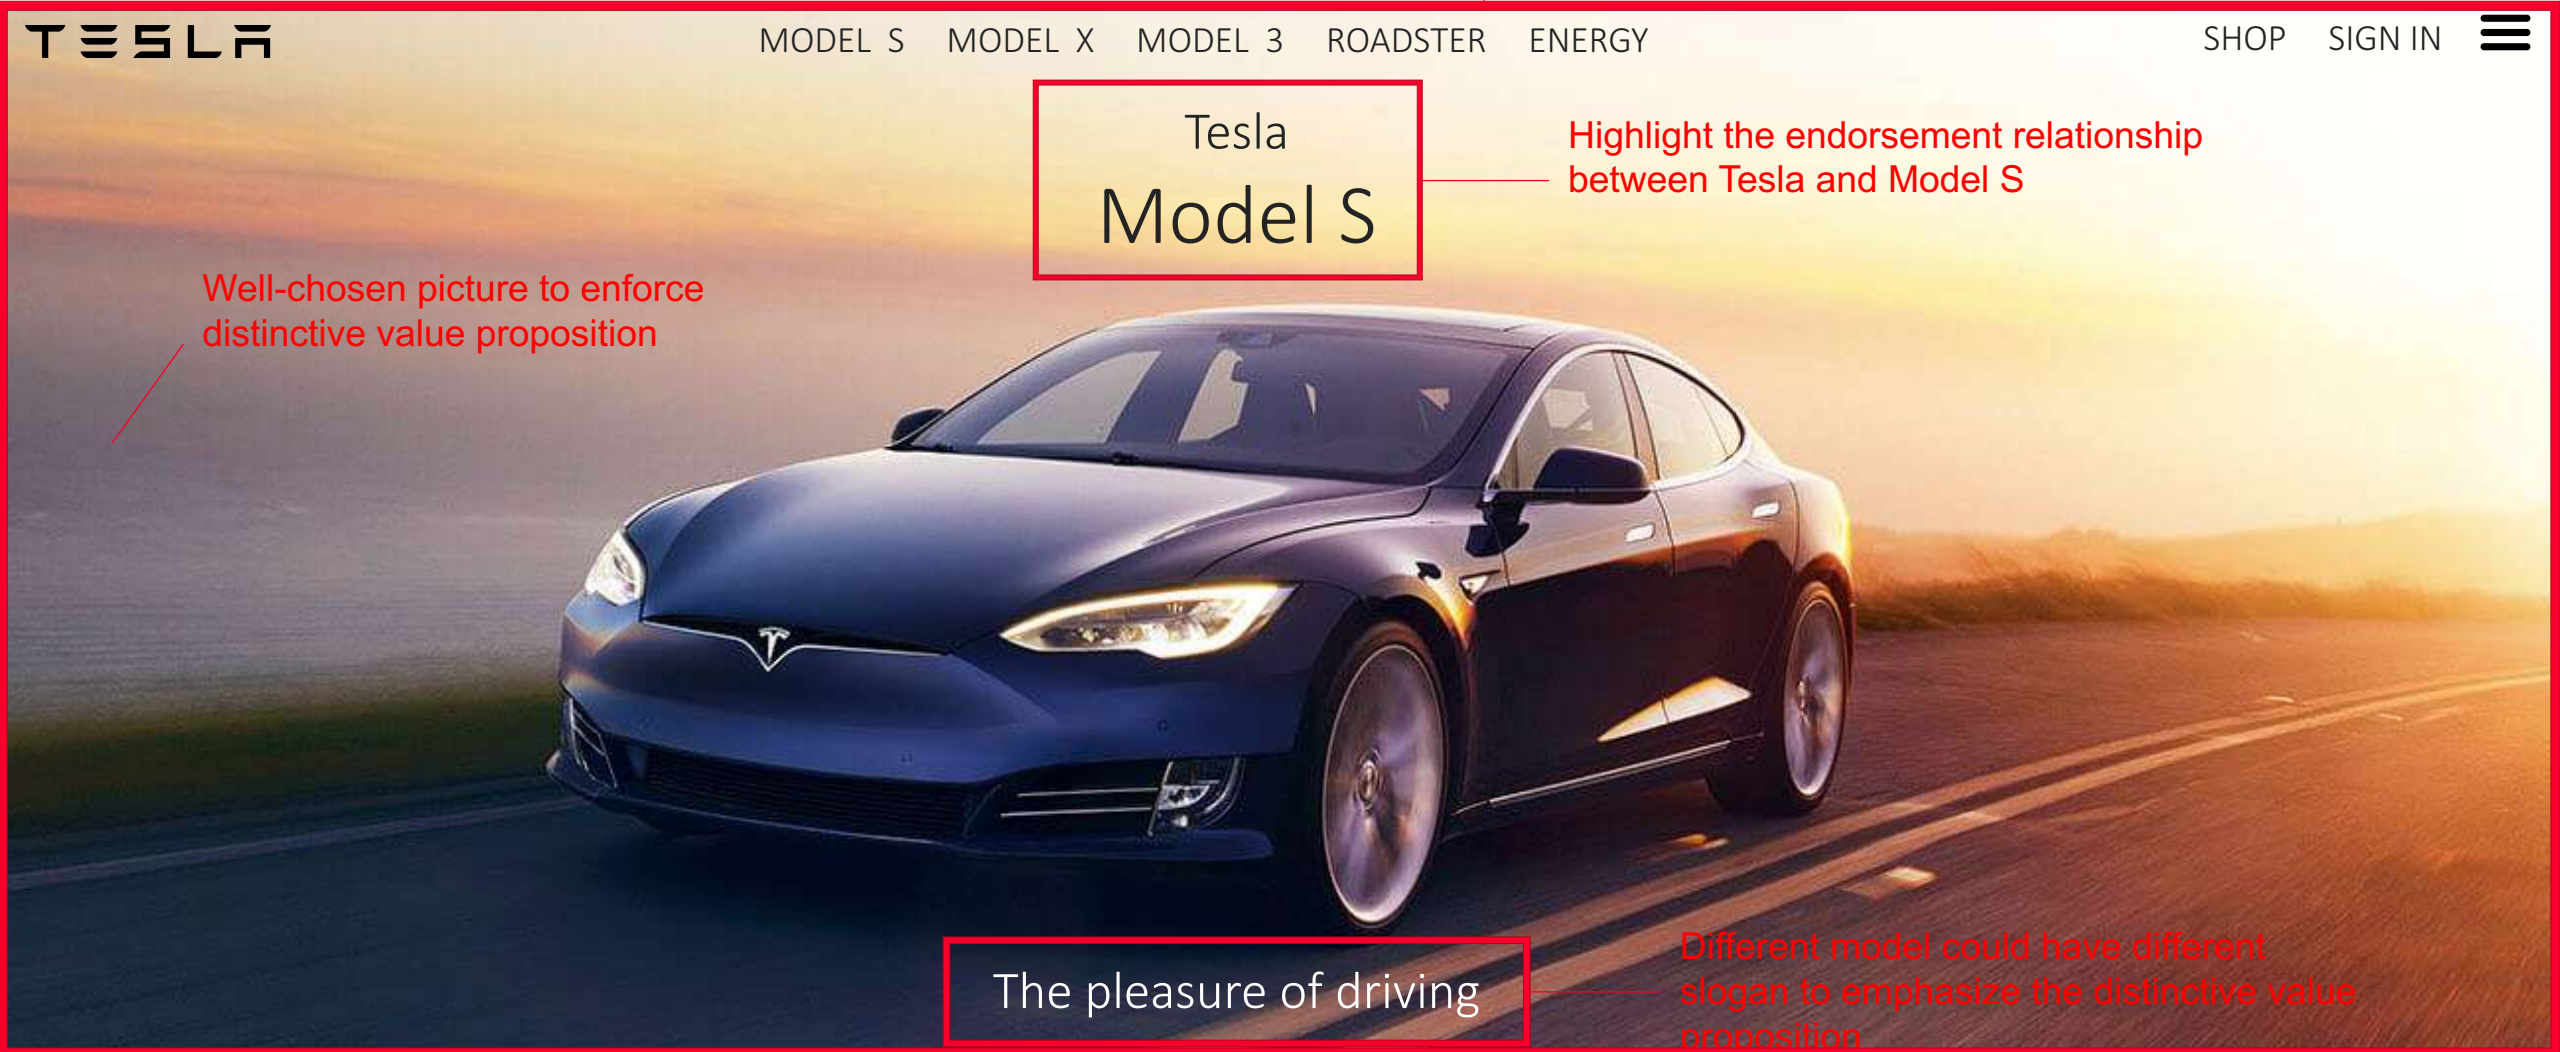 TESLA MODEL S MODEL X MODEL 3 ROADSTER ENERGY SHOP SIGN IN
Tesla
Model S
Highlight the endorsement relationship
between Tesla and Model S
Well-chosen picture to enforce
distinctive value proposition
The pleasure of driving
Different model could have different
slogan to emphasize the distinctive value
proposition